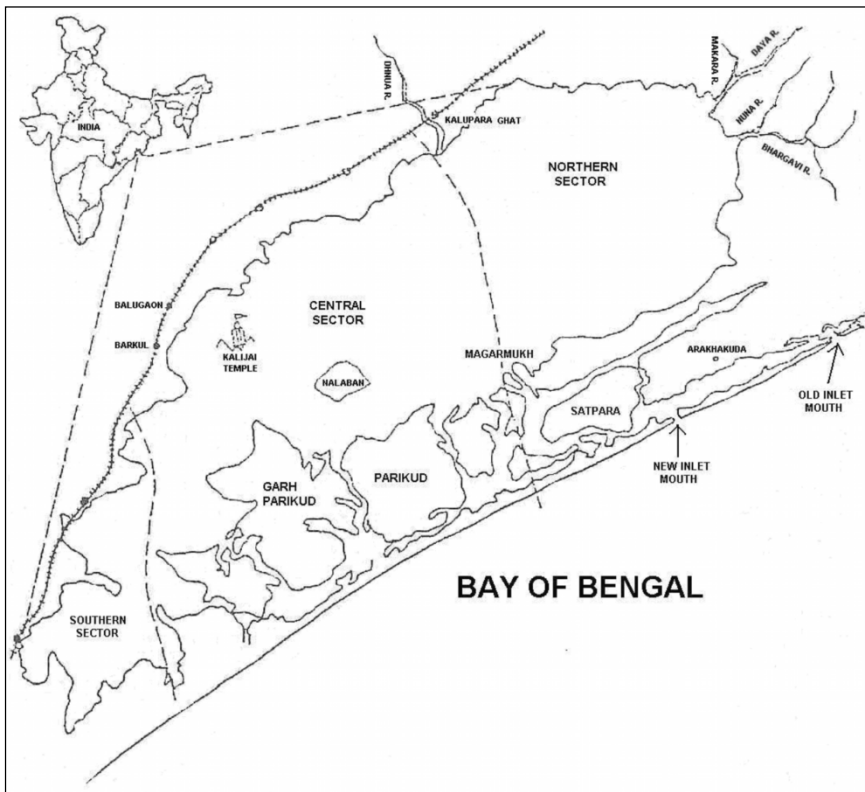 INDIA
DHNUA R.
KALUPARA GHAT
MAKARA R.
DAYA R.
NUNA R.
BHARGAVI R.
NORTHERN
SECTOR
BALUGAON
BARKUL
KALIJAI
TEMPLE
CENTRAL
SECTOR
NALABAN
MAGARMUKH
ARAKHAKUDA
SATPARA
OLD INLET
MOUTH
NEW INLET
MOUTH
GARH
PARIKUD
PARIKUD
BAY OF BENGAL
SOUTHERN
SECTOR